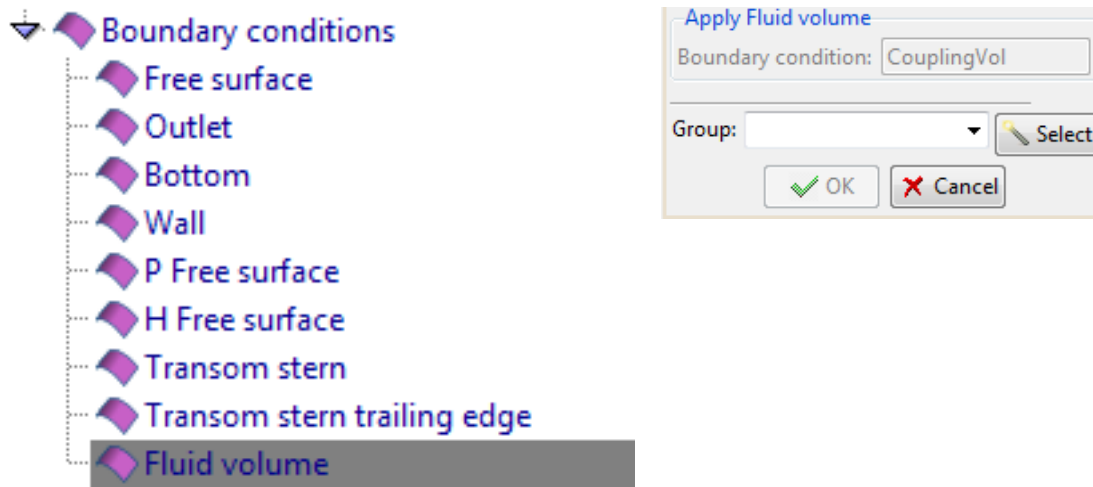 Boundary conditions
Free surface
Outlet
Bottom
Wall
P Free surface
H Free surface
Transom stern
Transom stern trailing edge
Fluid volume
Apply Fluid volume
Boundary condition: CouplingVol
Group: Select
OK Cancel